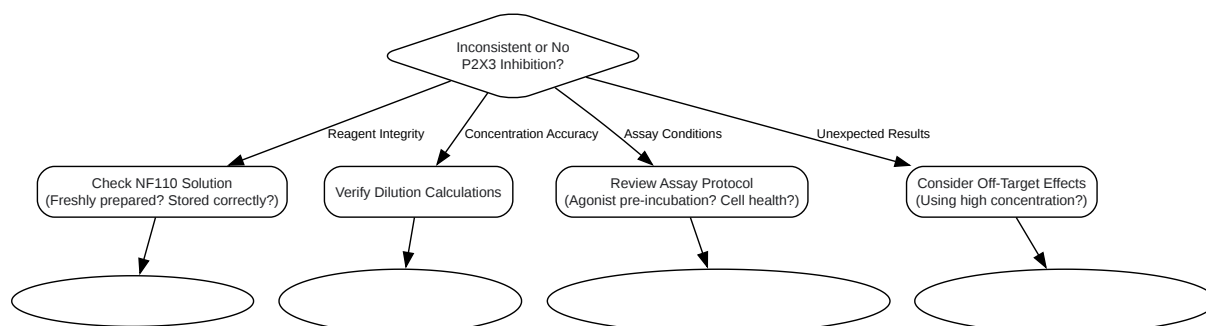 Inconsistent or No
P2X3 Inhibition?
Reagent Integrity
Concentration Accuracy
Assay Conditions
Unexpected Results
Check NF110 Solution
(Freshly prepared? Stored correctly?)
Verify Dilution Calculations
Review Assay Protocol
(Agonist pre-incubation? Cell health?)
Consider Off-Target Effects
(Using high concentration?)